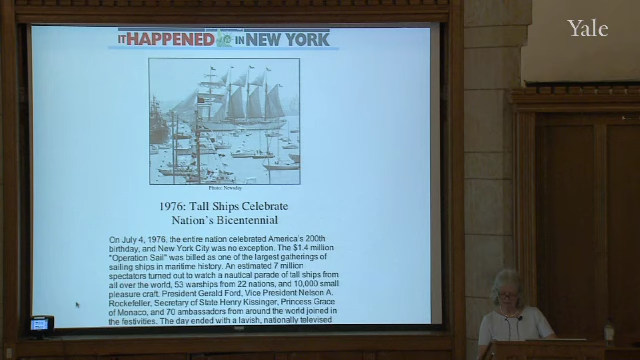 Yale
IT HAPPENED IN NEW YORK
Photo: Newsday
1976: Tall Ships Celebrate
Nation's Bicentennial
On July 4, 1976, the entire nation celebrated America's 200th
birthday, and New York City was no exception. The $1.4 million
"Operation Sail" was billed as one of the largest gatherings of
sailing ships in maritime history. An estimated 7 million
spectators turned out to watch a nautical parade of tall ships from
all over the world, 53 warships from 22 nations, and 10,000 small
pleasure craft. President Gerald Ford, Vice President Nelson A.
Rockefeller, Secretary of State Henry Kissinger, Princess Grace
of Monaco, and 70 ambassadors from around the world joined in
the festivities. The day ended with a lavish, nationally televised